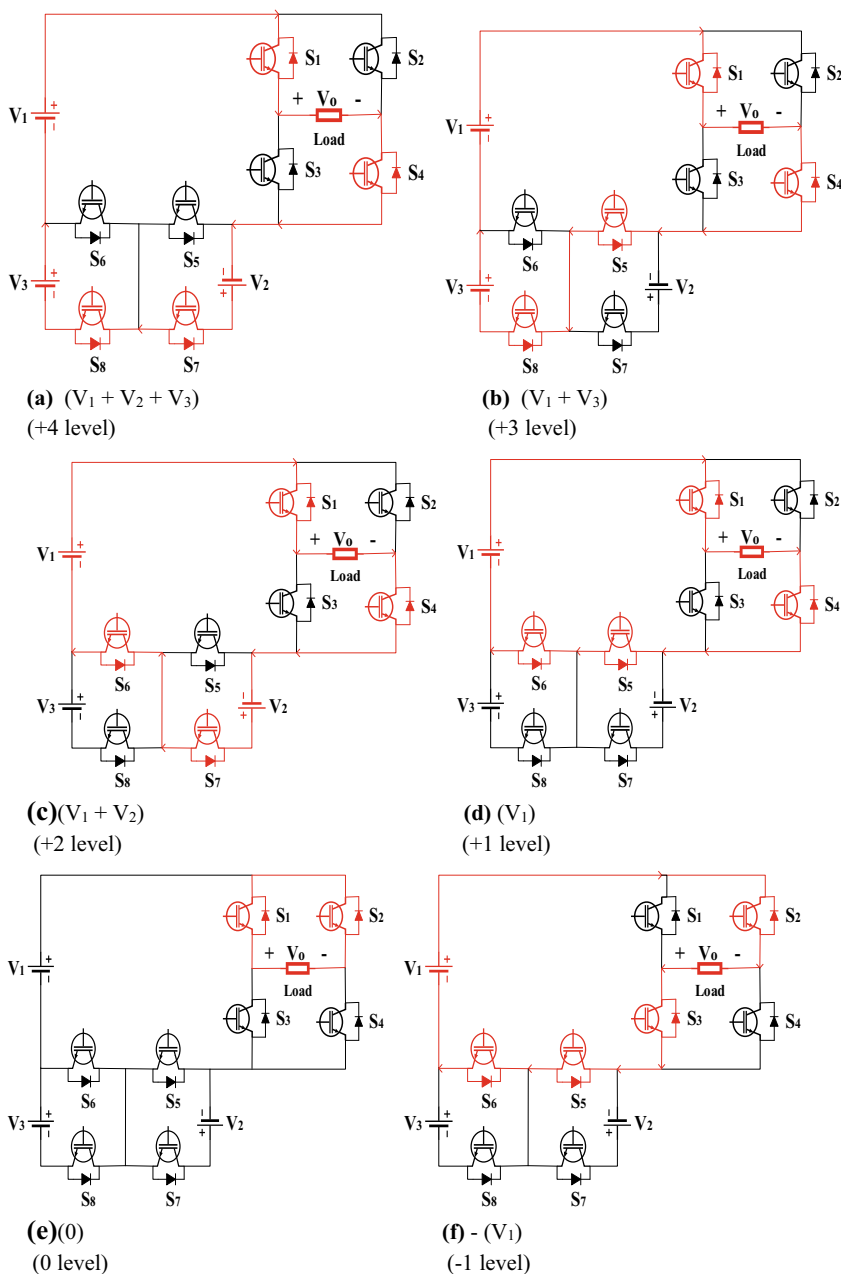 S₁ S₂
V₁ + Vₒ -
Load
S₃ S₄
S₆ S₅
V₃ V₂
S₈ S₇
(a) (V₁ + V₂ + V₃)
(+4 level)
S₁ S₂
V₁ + Vₒ -
Load
S₃ S₄
S₆ S₅
V₃ V₂
S₈ S₇
(b) (V₁ + V₃)
(+3 level)
S₁ S₂
V₁ + Vₒ -
Load
S₃ S₄
S₆ S₅
V₃ V₂
S₈ S₇
(c)(V₁ + V₂)
(+2 level)
S₁ S₂
V₁ + Vₒ -
Load
S₃ S₄
S₆ S₅
V₃ V₂
S₈ S₇
(d) (V₁)
(+1 level)
S₁ S₂
V₁ + Vₒ -
Load
S₃ S₄
S₆ S₅
V₃ V₂
S₈ S₇
(e)(0)
(0 level)
S₁ S₂
V₁ + Vₒ -
Load
S₃ S₄
S₆ S₅
V₃ V₂
S₈ S₇
(f) - (V₁)
(-1 level)